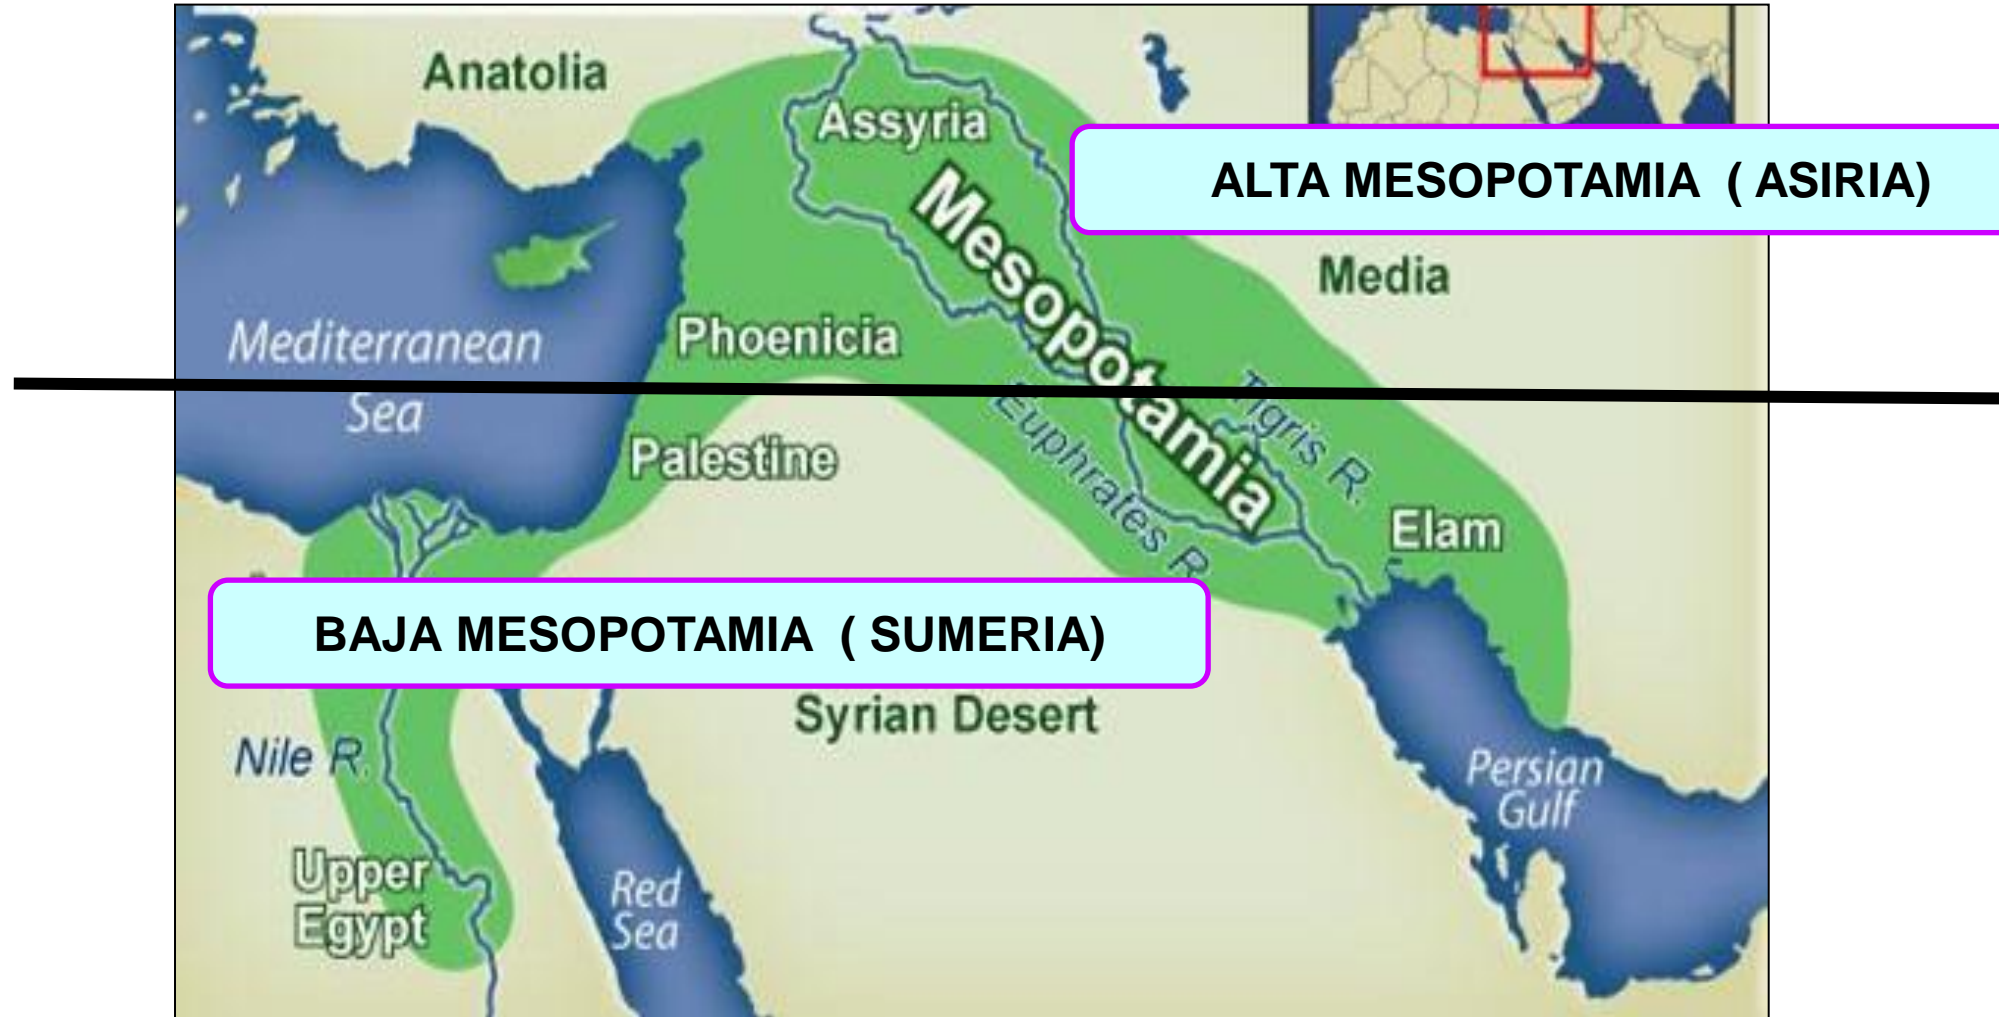 Anatolia
Assyria
ALTA MESOPOTAMIA ( ASIRIA)
Mesopotamia
Media
Mediterranean
Sea
Phoenicia
Euphrates R.
Tigris R.
Palestine
Elam
BAJA MESOPOTAMIA ( SUMERIA)
Syrian Desert
Nile R.
Persian
Gulf
Upper
Egypt
Red
Sea